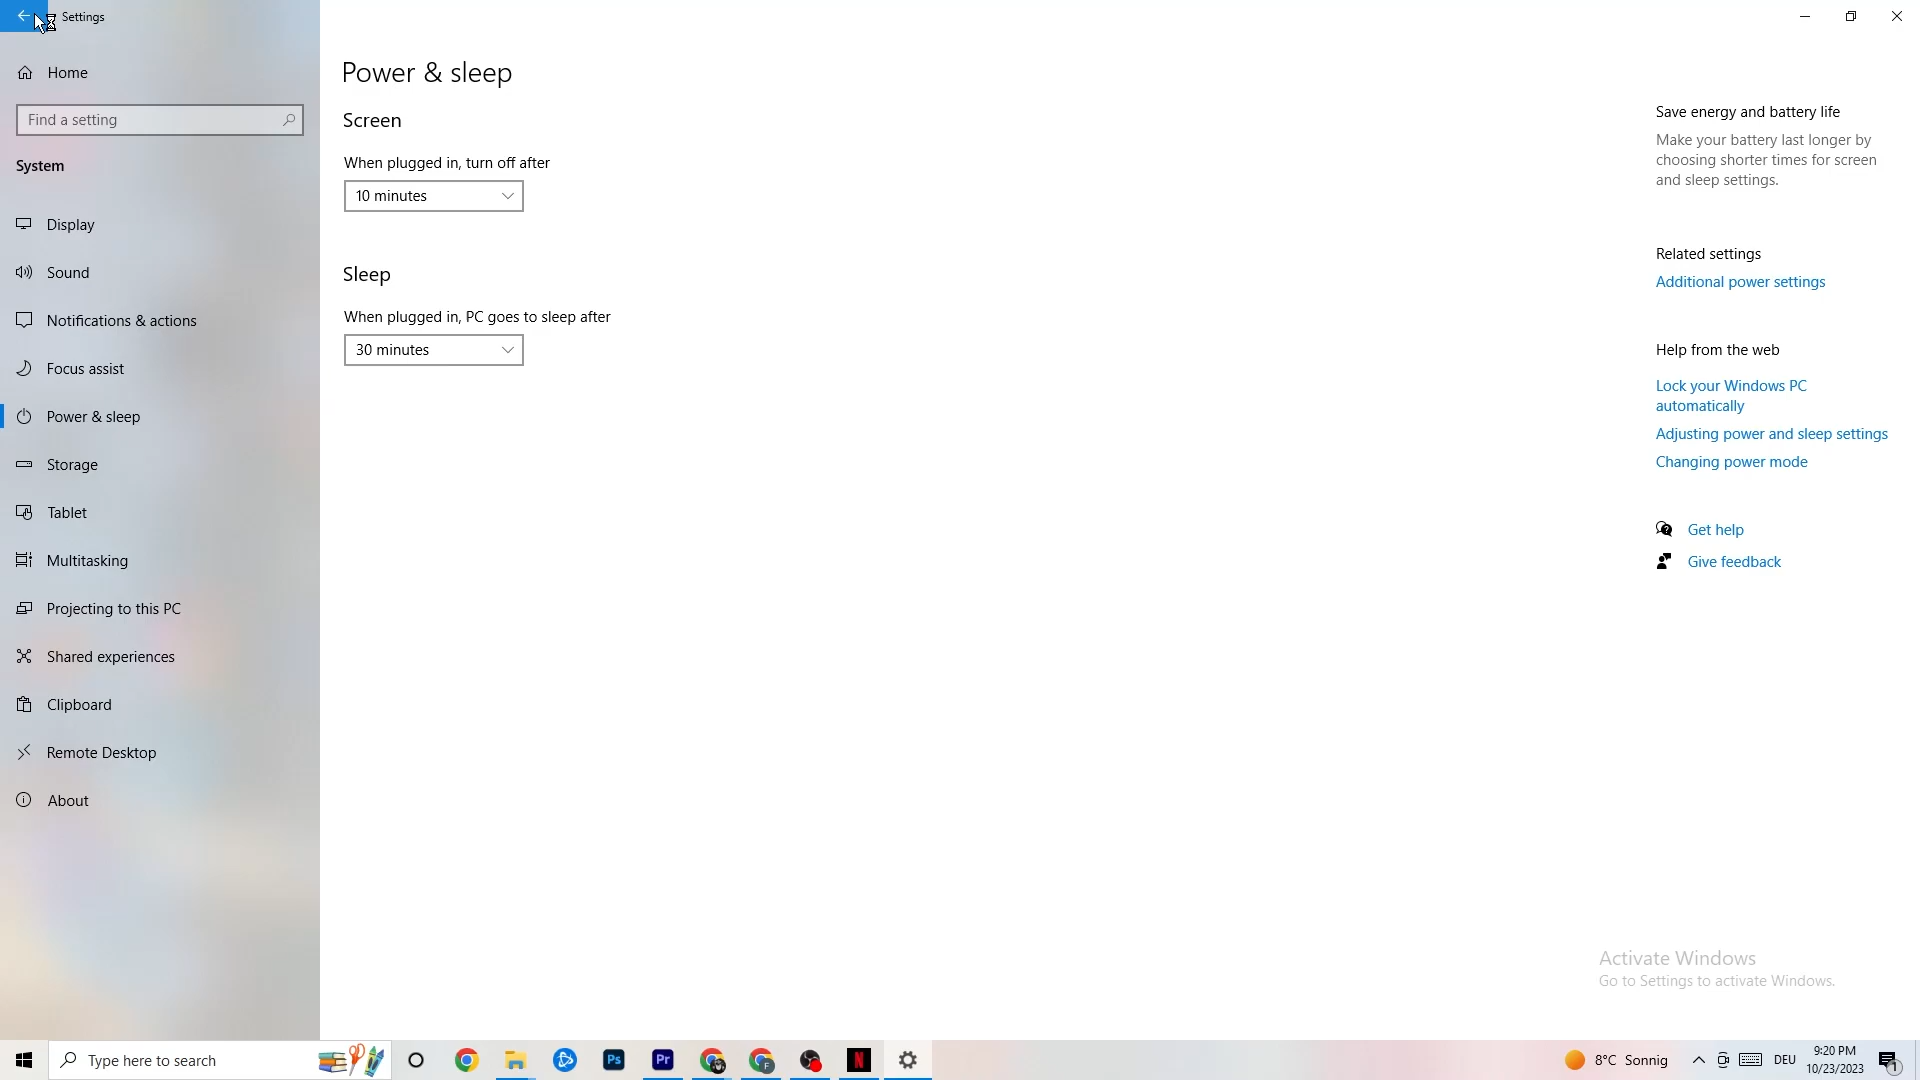 Settings
Home
Find a setting
System
Display
Sound
Notifications & actions
Focus assist
Power & sleep
Storage
Tablet
Multitasking
Projecting to this PC
Shared experiences
Clipboard
Remote Desktop
About
Power & sleep
Screen
When plugged in, turn off after
10 minutes
Sleep
When plugged in, PC goes to sleep after
30 minutes
Save energy and battery life
Make your battery last longer by
choosing shorter times for screen
and sleep settings.
Related settings
Additional power settings
Help from the web
Lock your Windows PC
automatically
Adjusting power and sleep settings
Changing power mode
Get help
Give feedback
Activate Windows
Go to Settings to activate Windows.
Type here to search
Ps
Pr
F
N
8°C Sonnig
DEU
9:20 PM
10/23/2023
1